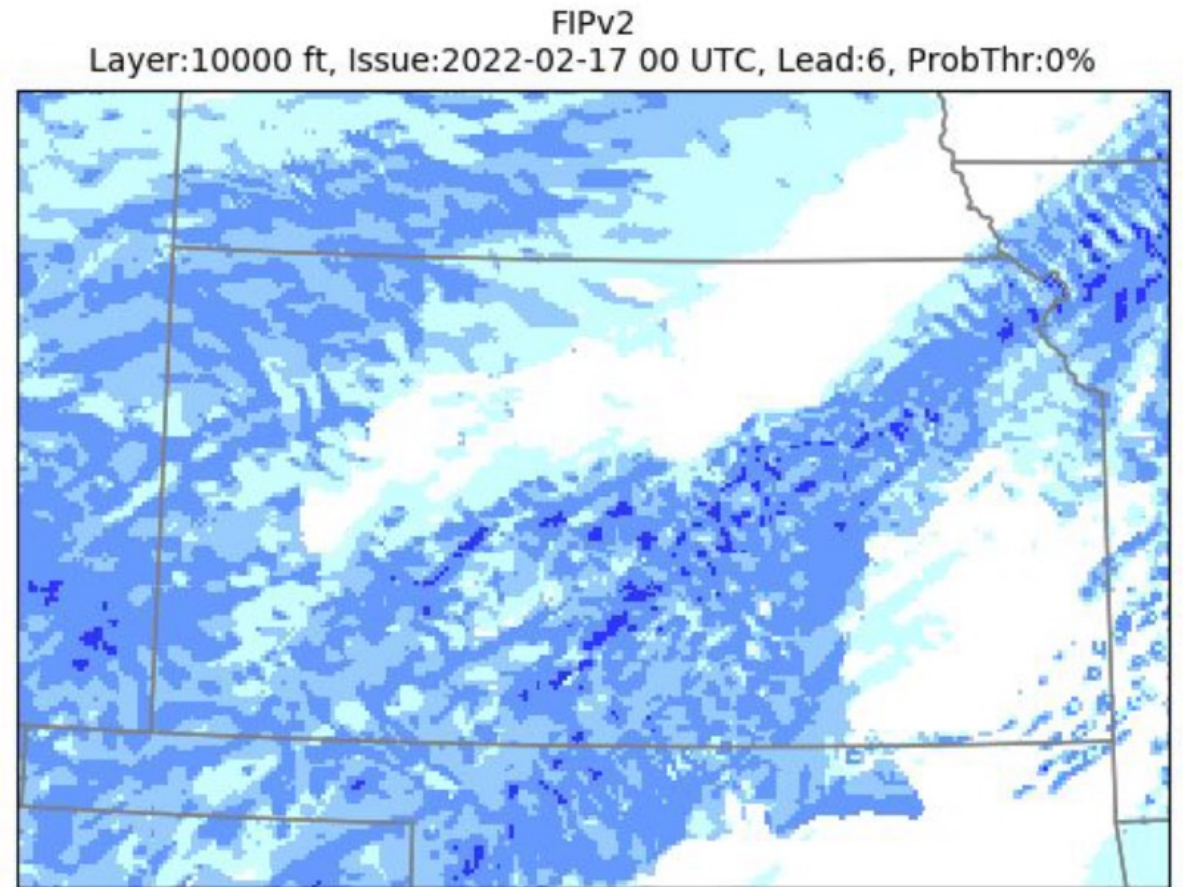 FIPv2
Layer:10000 ft, Issue:2022-02-17 00 UTC, Lead:6, ProbThr:0%